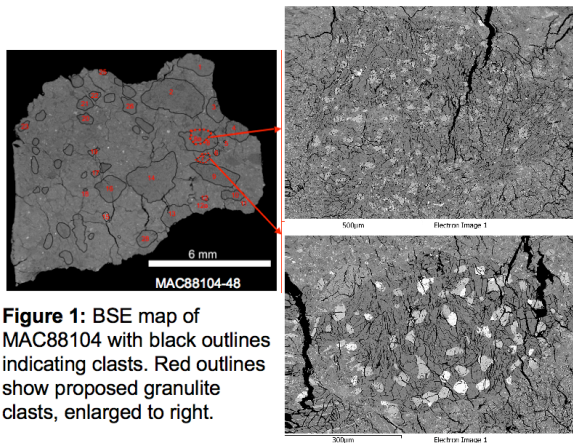 6 mm
MAC88104-48
500μm
Electron Image 1
300μm
Electron Image 1
Figure 1: BSE map of
MAC88104 with black outlines
indicating clasts. Red outlines
show proposed granulite
clasts, enlarged to right.